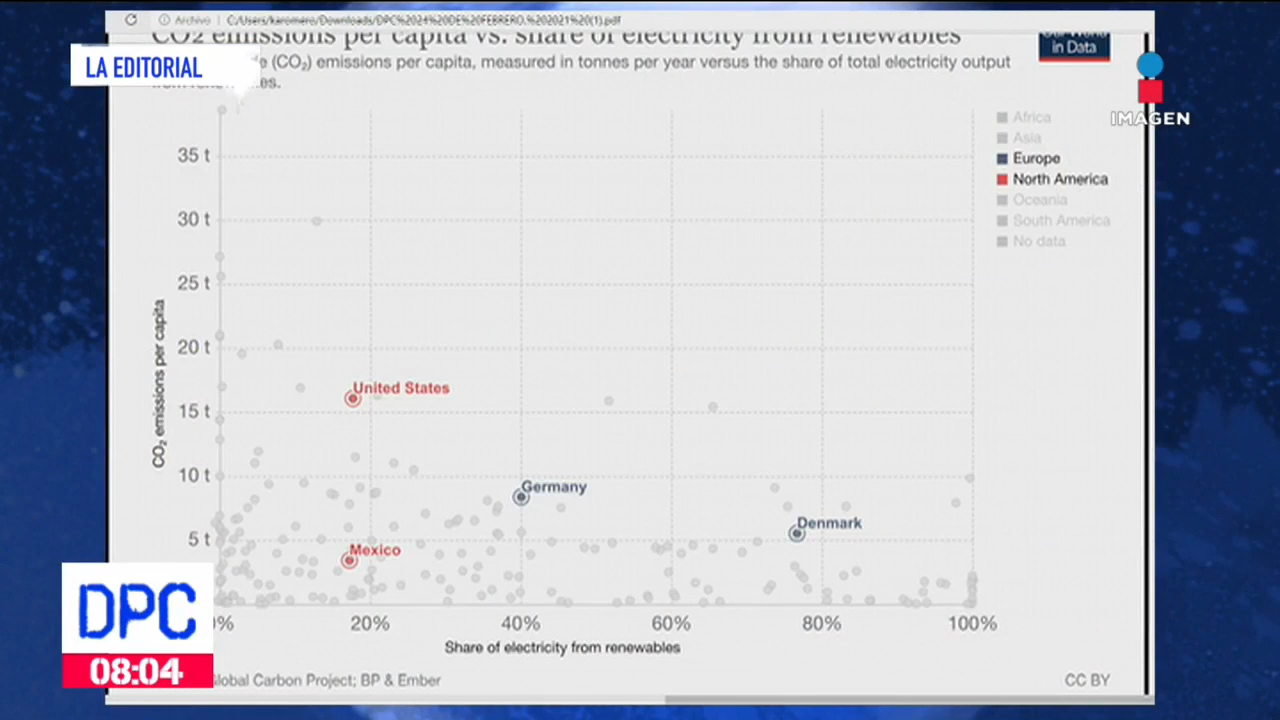 Archivo | C:/Users/karomero/Downloads/DPC%2024%20DE%20FEBRERO.%202021%20(1).pdf
CO2 emissions per capita vs. share of electricity from renewables
in Data
LA EDITORIAL
(CO₂) emissions per capita, measured in tonnes per year versus the share of total electricity output
IMAGEN
Africa
Asia
Europe
North America
Oceania
South America
No data
35 t
30 t
25 t
20 t
15 t
10 t
5 t
CO₂ emissions per capita
United States
Germany
Denmark
Mexico
20%
40%
60%
80%
100%
Share of electricity from renewables
Global Carbon Project; BP & Ember
CC BY
DPC
08:04